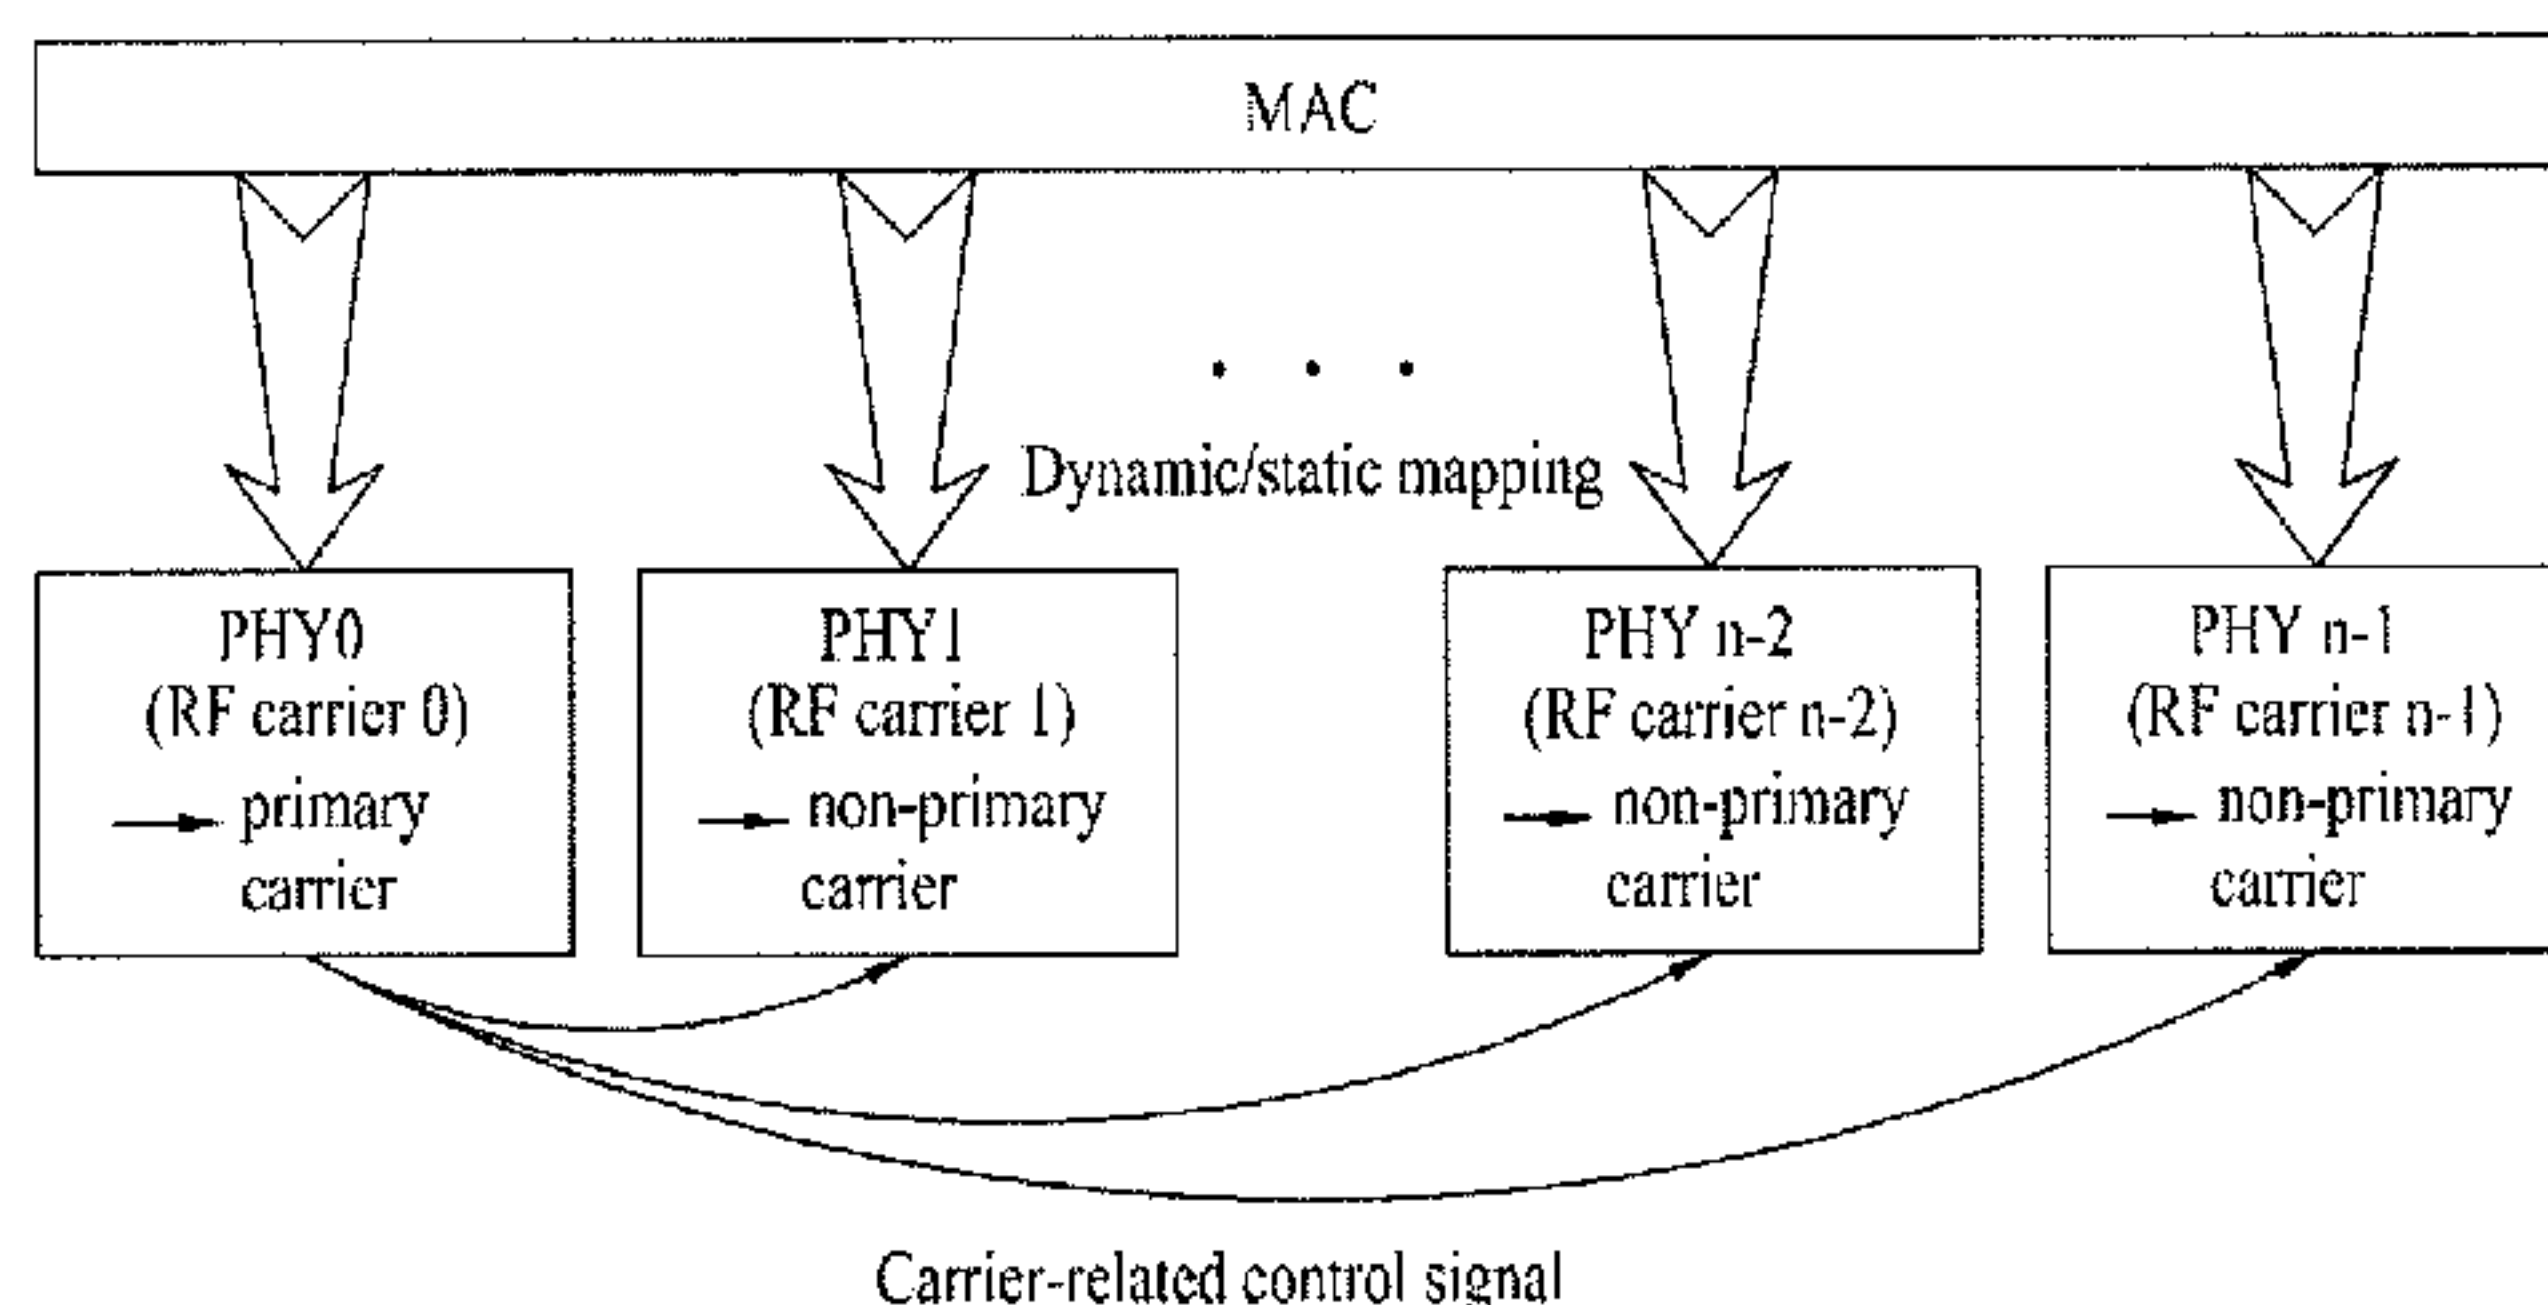 MAC
Dynamic/static mapping
PHY0
(RF carrier 0)
primary
carrier
PHY1
(RF carrier 1)
non-primary
carrier
PHY n-2
(RF carrier n-2)
non-primary
carrier
PHY n-1
(RF carrier n-1)
non-primary
carrier
Carrier-related control signal